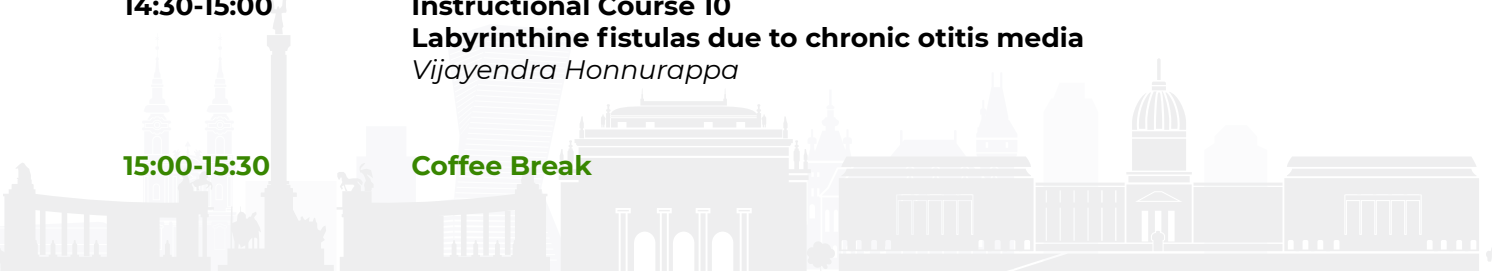 14:30-15:00 Instructional Course 10
Labyrinthine fistulas due to chronic otitis media
Vijayendra Honnurappa
15:00-15:30 Coffee Break